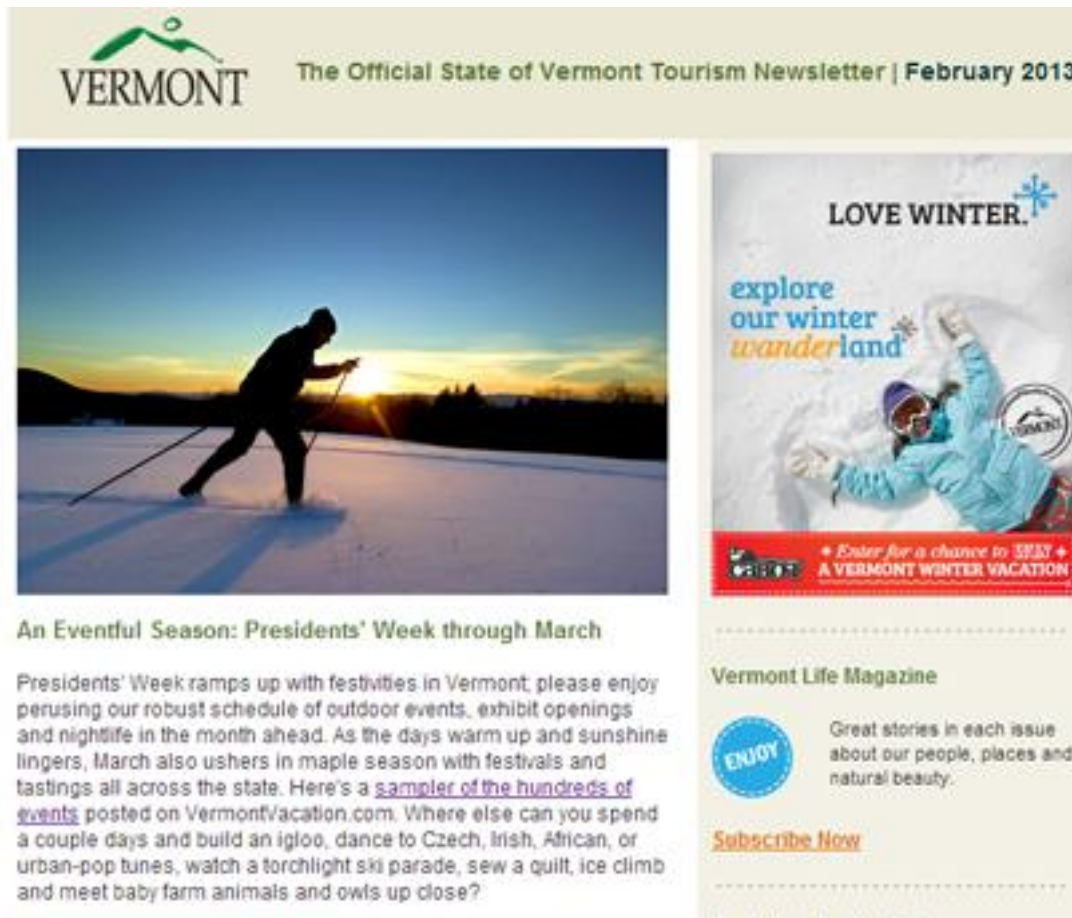 VERMONT
The Official State of Vermont Tourism Newsletter | February 2013
LOVE WINTER.
explore
our winter
wanderland
VERMONT
CABOT
+ Enter for a chance to
A VERMONT WINTER VACATION
An Eventful Season: Presidents' Week through March
Presidents' Week ramps up with festivities in Vermont; please enjoy
perusing our robust schedule of outdoor events, exhibit openings
and nightlife in the month ahead. As the days warm up and sunshine
lingers, March also ushers in maple season with festivals and
tastings all across the state. Here's a sampler of the hundreds of
events posted on VermontVacation.com. Where else can you spend
a couple days and build an igloo, dance to Czech, Irish, African, or
urban-pop tunes, watch a torchlight ski parade, sew a quilt, ice climb
and meet baby farm animals and owls up close?
Vermont Life Magazine
ENJOY
Great stories in each issue
about our people, places and
natural beauty.
Subscribe Now